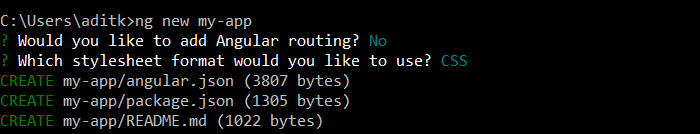 C:\Users\aditk>ng new my-app
? Would you like to add Angular routing? No
? Which stylesheet format would you like to use? CSS
CREATE my-app/angular.json (3807 bytes)
CREATE my-app/package.json (1305 bytes)
CREATE my-app/README.md (1022 bytes)